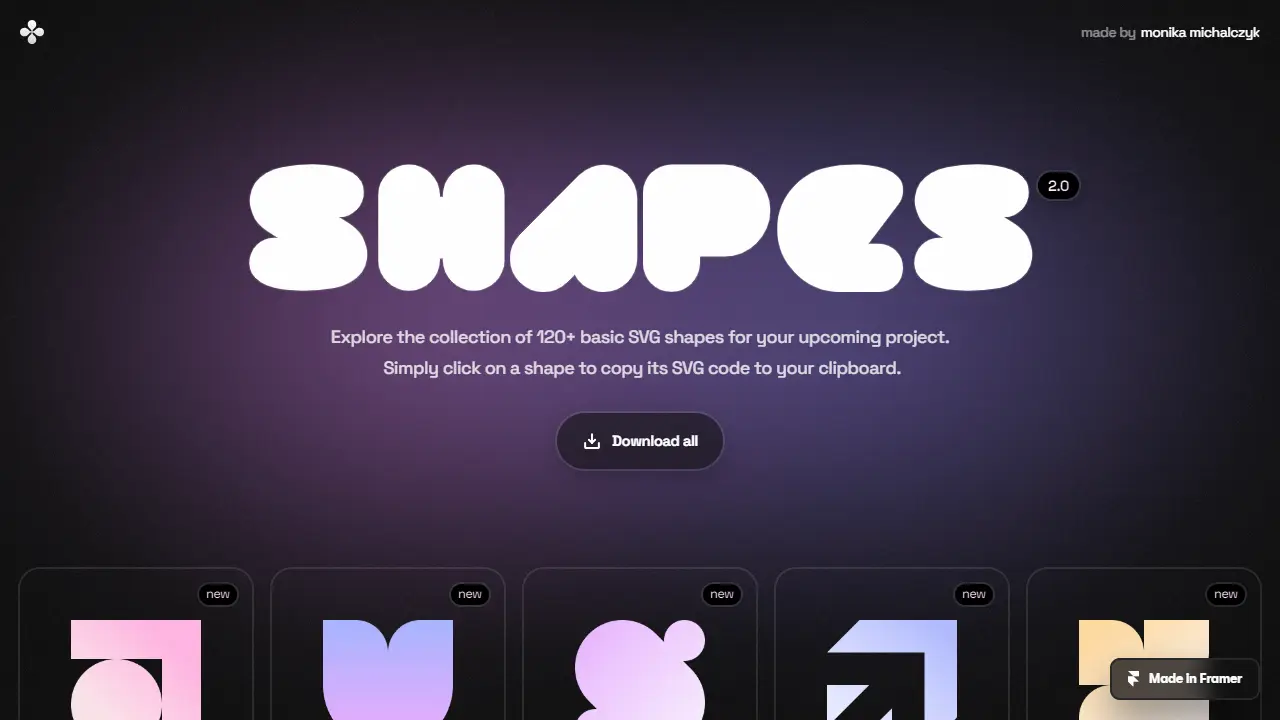 made by monika michalczyk
SHAPES
2.0
Explore the collection of 120+ basic SVG shapes for your upcoming project.
Simply click on a shape to copy its SVG code to your clipboard.
Download all
new
new
new
new
new
Made in Framer